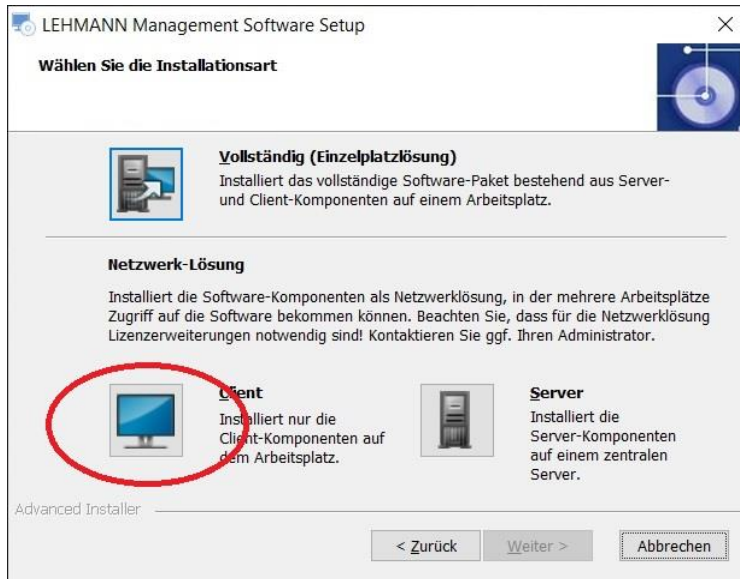 LEHMANN Management Software Setup
Wählen Sie die Installationsart
Vollständig (Einzelplatzlösung)
Installiert das vollständige Software-Paket bestehend aus Server-
und Client-Komponenten auf einem Arbeitsplatz.
Netzwerk-Lösung
Installiert die Software-Komponenten als Netzwerklösung, in der mehrere Arbeitsplätze
Zugriff auf die Software bekommen können. Beachten Sie, dass für die Netzwerklösung
Lizenzerweiterungen notwendig sind! Kontaktieren Sie ggf. Ihren Administrator.
Client
Installiert nur die
Client-Komponenten auf
dem Arbeitsplatz.
Server
Installiert die
Server-Komponenten
auf einem zentralen
Server.
Advanced Installer
< Zurück Weiter > Abbrechen